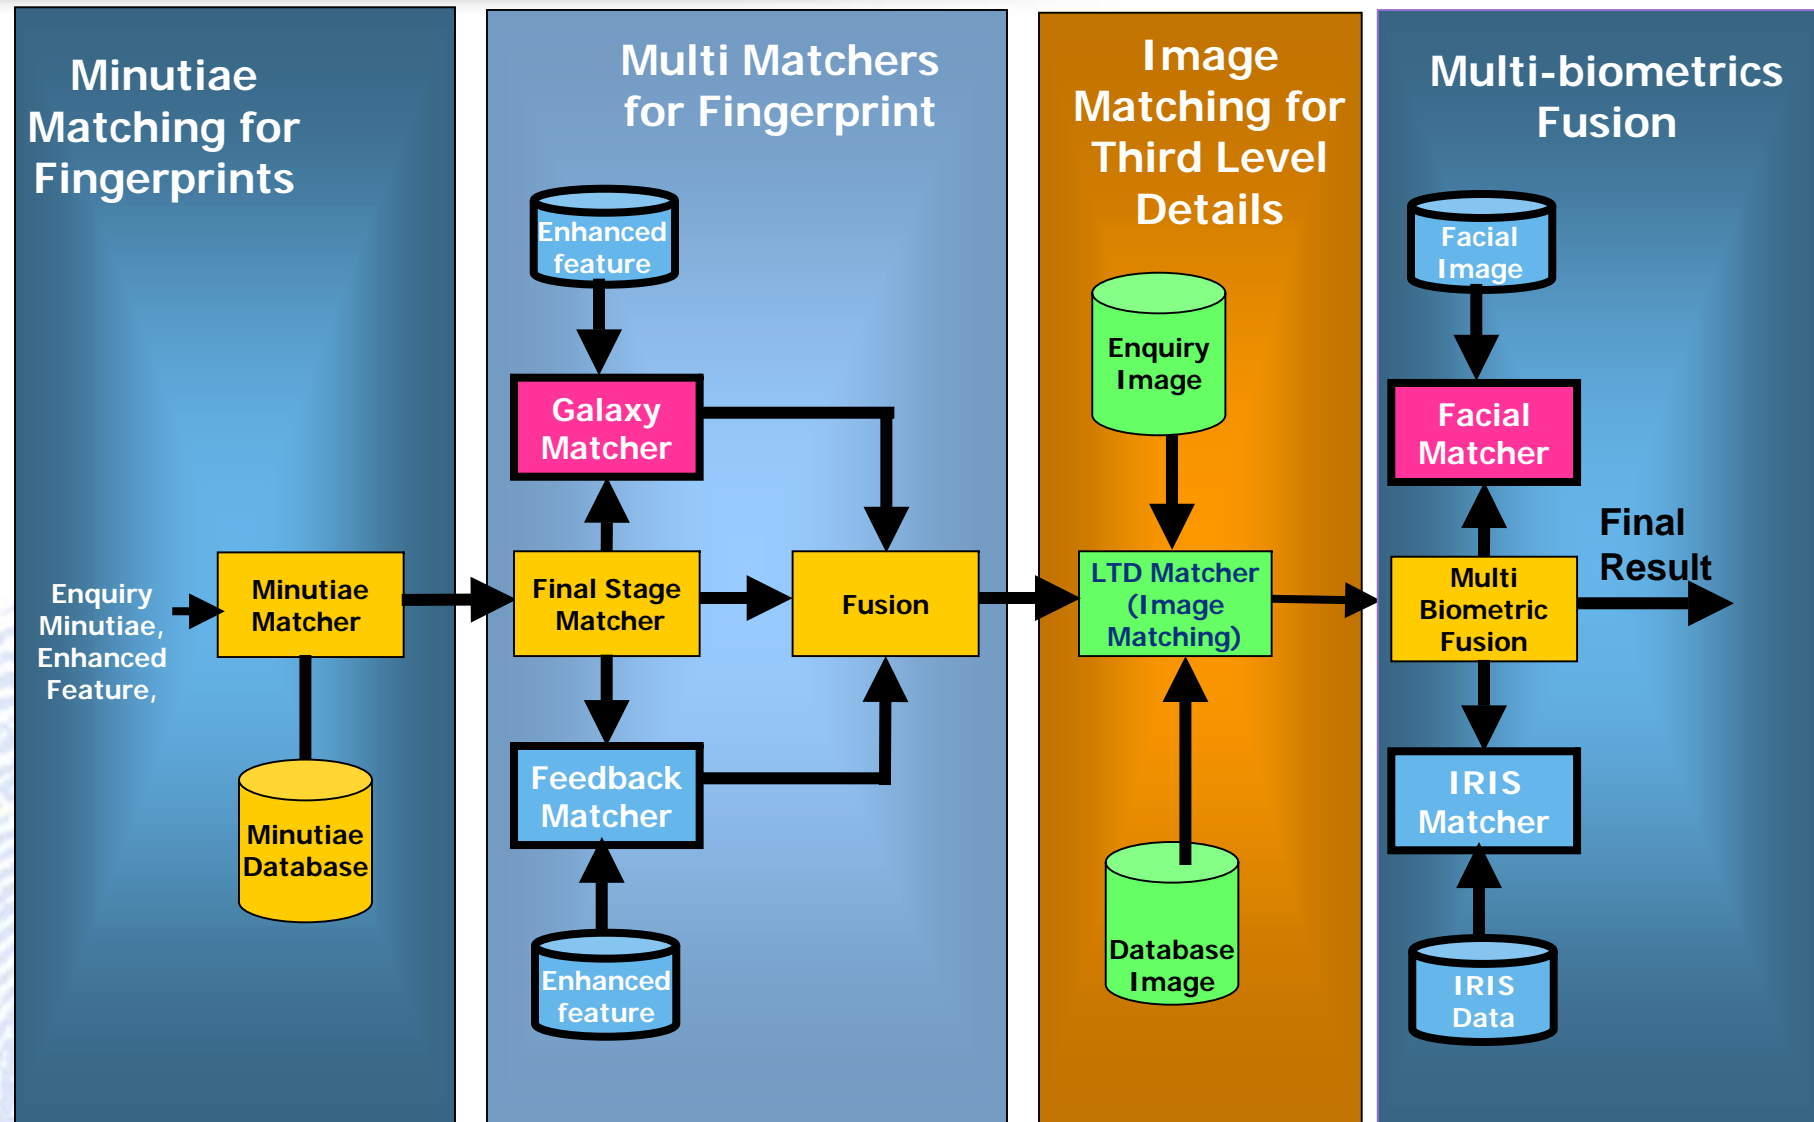 Minutiae
Matching for
Fingerprints
Enquiry
Minutiae,
Enhanced
Feature,
Minutiae
Matcher
Minutiae
Database
Multi Matchers
for Fingerprint
Enhanced
feature
Galaxy
Matcher
Final Stage
Matcher
Fusion
Feedback
Matcher
Enhanced
feature
Image
Matching for
Third Level
Details
Enquiry
Image
LTD Matcher
(Image
Matching)
Database
Image
Multi-biometrics
Fusion
Facial
Image
Facial
Matcher
Final
Result
Multi
Biometric
Fusion
IRIS
Matcher
IRIS
Data